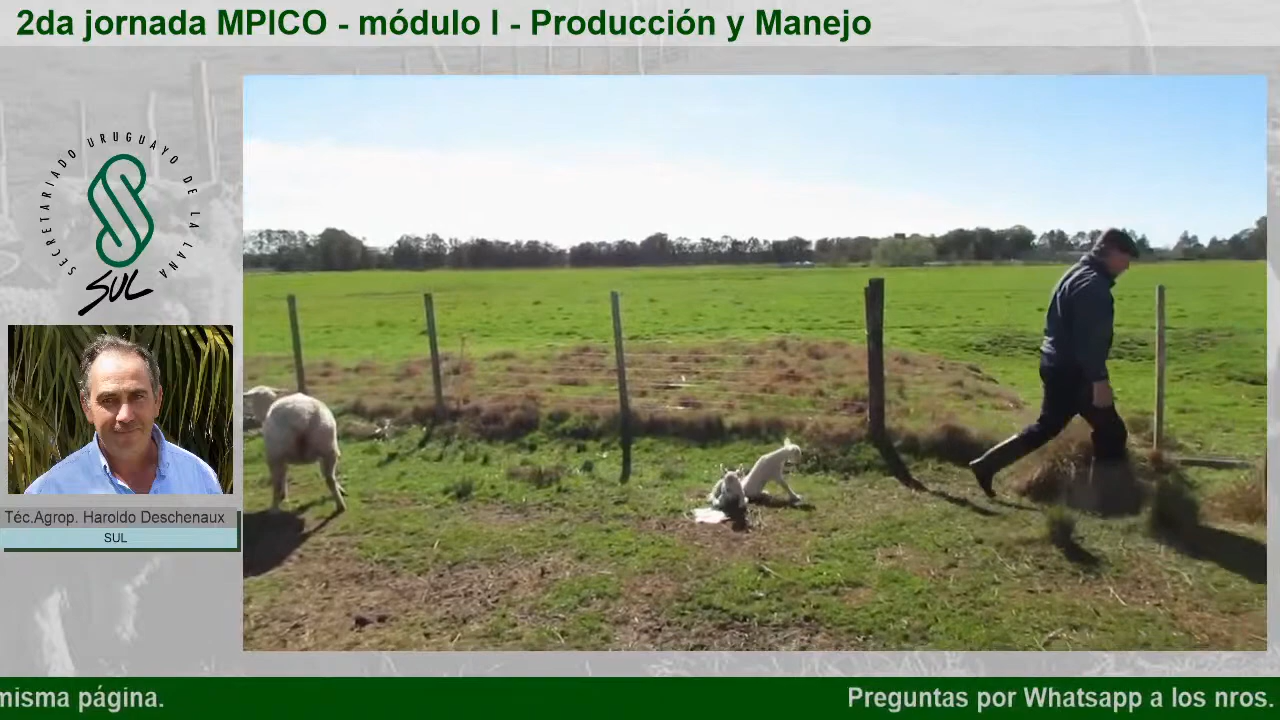 2da jornada MPICO - módulo I - Producción y Manejo
SECRETARIADO URUGUAYO DE LA LANA
SUL
Téc.Agrop. Haroldo Deschenaux
SUL
misma página.
Preguntas por Whatsapp a los nros.